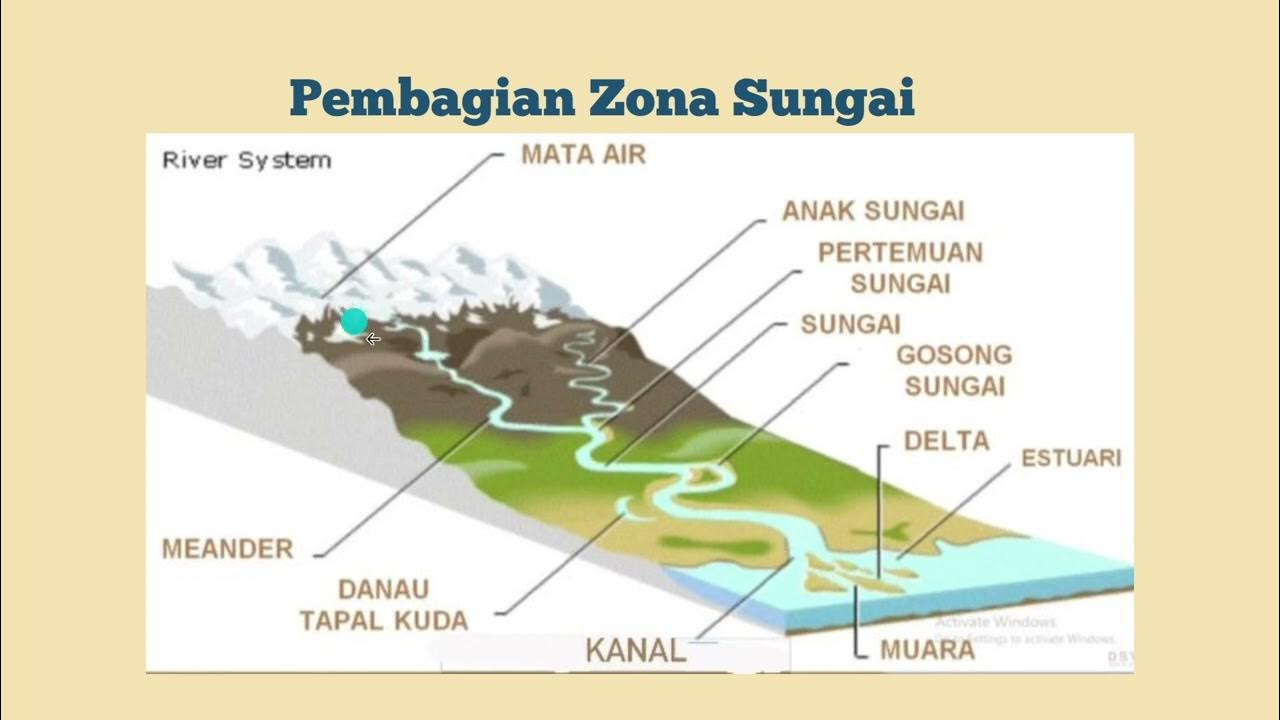 Pembagian Zona Sungai
River System
MATA AIR
ANAK SUNGAI
PERTEMUAN
SUNGAI
SUNGAI
GOSONG
SUNGAI
DELTA
ESTUARI
MEANDER
DANAU
TAPAL KUDA
KANAL
MUARA
Activate Windows
Go to Settings to activate Windows.